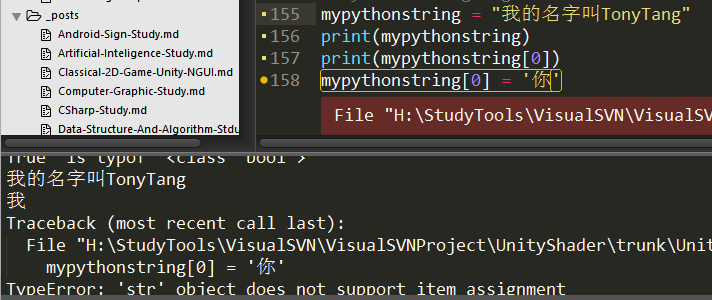 _posts
Android-Sign-Study.md
Artificial-Inteligence-Study.md
Classical-2D-Game-Unity-NGUI.md
Computer-Graphic-Study.md
CSharp-Study.md
Data-Structure-And-Algorithm-Stud
155 mypythonstring = "我的名字叫TonyTang"
156 print(mypythonstring)
157 print(mypythonstring[0])
158 mypythonstring[0] = '你'
File "H:\StudyTools\VisualSVN\VisualSV
True is typof <class bool >
我的名字叫TonyTang
我
Traceback (most recent call last):
File "H:\StudyTools\VisualSVN\VisualSVNProject\UnityShader\trunk\Unit
mypythonstring[0] = '你'
TypeError: 'str' object does not support item assignment